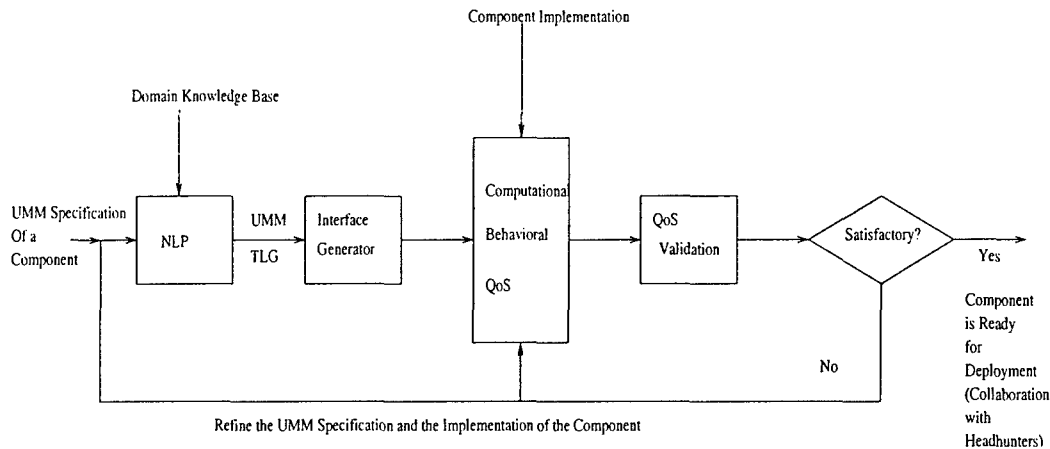 Component Implementation
Domain Knowledge Base
UMM Specification
Of a
Component
NLP
UMM
TLG
Interface
Generator
Computational
Behavioral
QoS
QoS
Validation
Satisfactory?
Yes
No
Component
is Ready
for
Deployment
(Collaboration
with
Headhunters)
Refine the UMM Specification and the Implementation of the Component